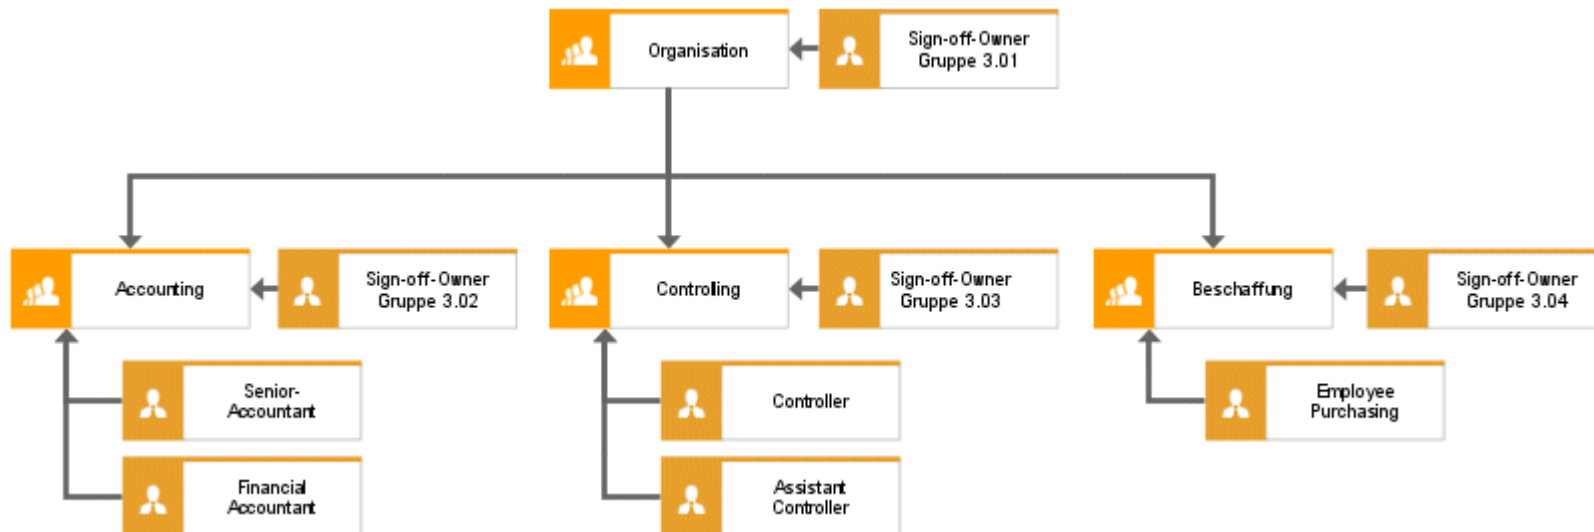 Organisation
Sign-off-Owner
Gruppe 3.01
Accounting
Sign-off-Owner
Gruppe 3.02
Controlling
Sign-off-Owner
Gruppe 3.03
Beschaffung
Sign-off-Owner
Gruppe 3.04
Senior-
Accountant
Controller
Employee
Purchasing
Financial
Accountant
Assistant
Controller